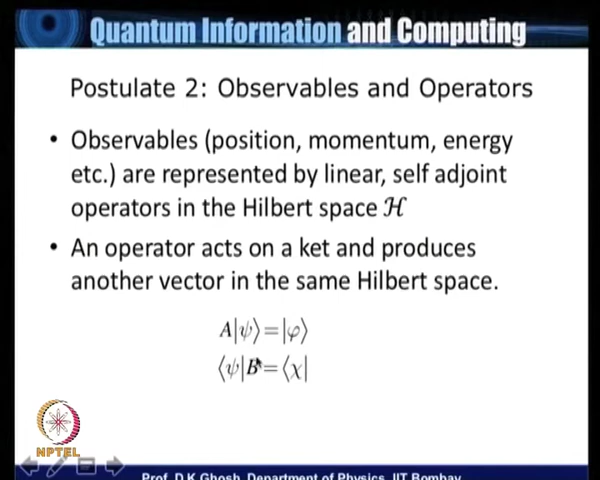 Quantum Information and Computing
Postulate 2: Observables and Operators
• Observables (position, momentum, energy
etc.) are represented by linear, self adjoint
operators in the Hilbert space ℋ
• An operator acts on a ket and produces
another vector in the same Hilbert space.
A|ψ⟩=|φ⟩
⟨ψ|B=⟨χ|
NPTEL
Prof. D.K.Ghosh, Department of Physics, IIT Bombay